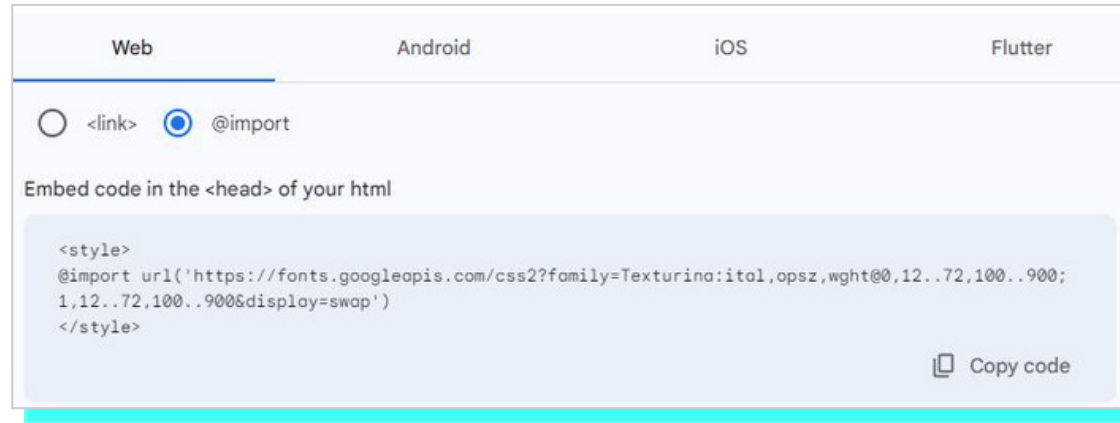 Web Android iOS Flutter
<link> @import
Embed code in the <head> of your html
<style>
@import url('https://fonts.googleapis.com/css2?family=Texturina:ital,opsz,wght@0,12..72,100..900;
1,12..72,100..900&display=swap')
</style>
Copy code